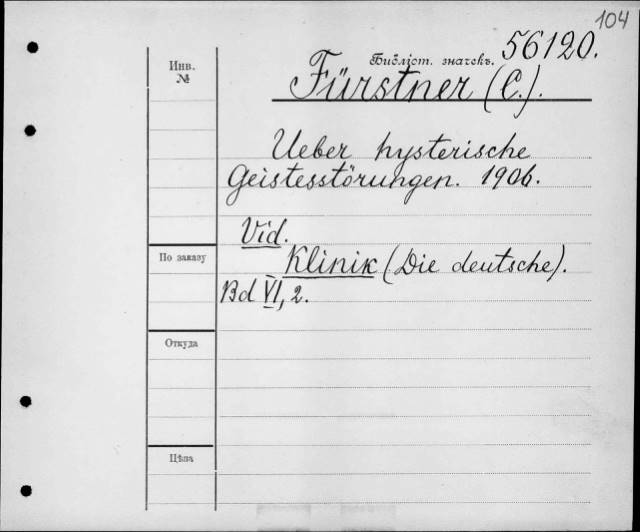 104
Библіот. значекъ. 56120.
Инв.
№
Fürstner (C.).
Ueber hysterische
Geistesstörungen. 1906.
Vid.
Klinik (Die deutsche).
Bd VI, 2.
По заказу
Откуда
Цѣна